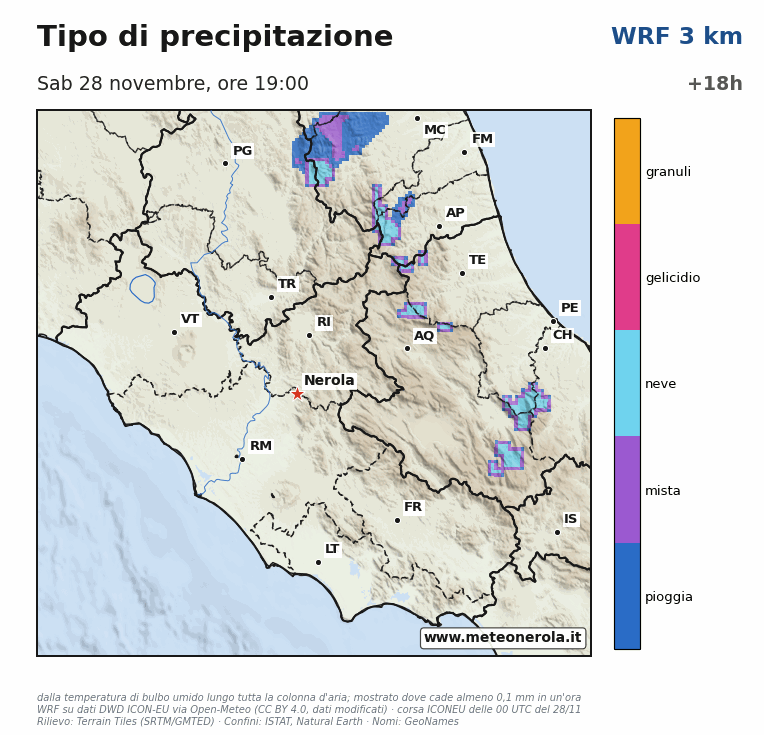 Tipo di precipitazione
WRF 3 km
Sab 28 novembre, ore 19:00
+18h
MC
FM
PG
AP
TE
TR
PE
VT
RI
CH
AQ
Nerola
RM
FR
IS
LT
www.meteonerola.it
granuli
gelicidio
neve
mista
pioggia
dalla temperatura di bulbo umido lungo tutta la colonna d'aria; mostrato dove cade almeno 0,1 mm in un'ora
WRF su dati DWD ICON-EU via Open-Meteo (CC BY 4.0, dati modificati) · corsa ICONEU delle 00 UTC del 28/11
Rilievo: Terrain Tiles (SRTM/GMTED) · Confini: ISTAT, Natural Earth · Nomi: GeoNames